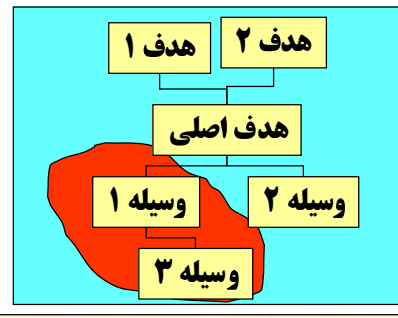 هدف ۲
هدف ۱
هدف اصلی
وسیله ۲
وسیله ۱
وسیله ۳